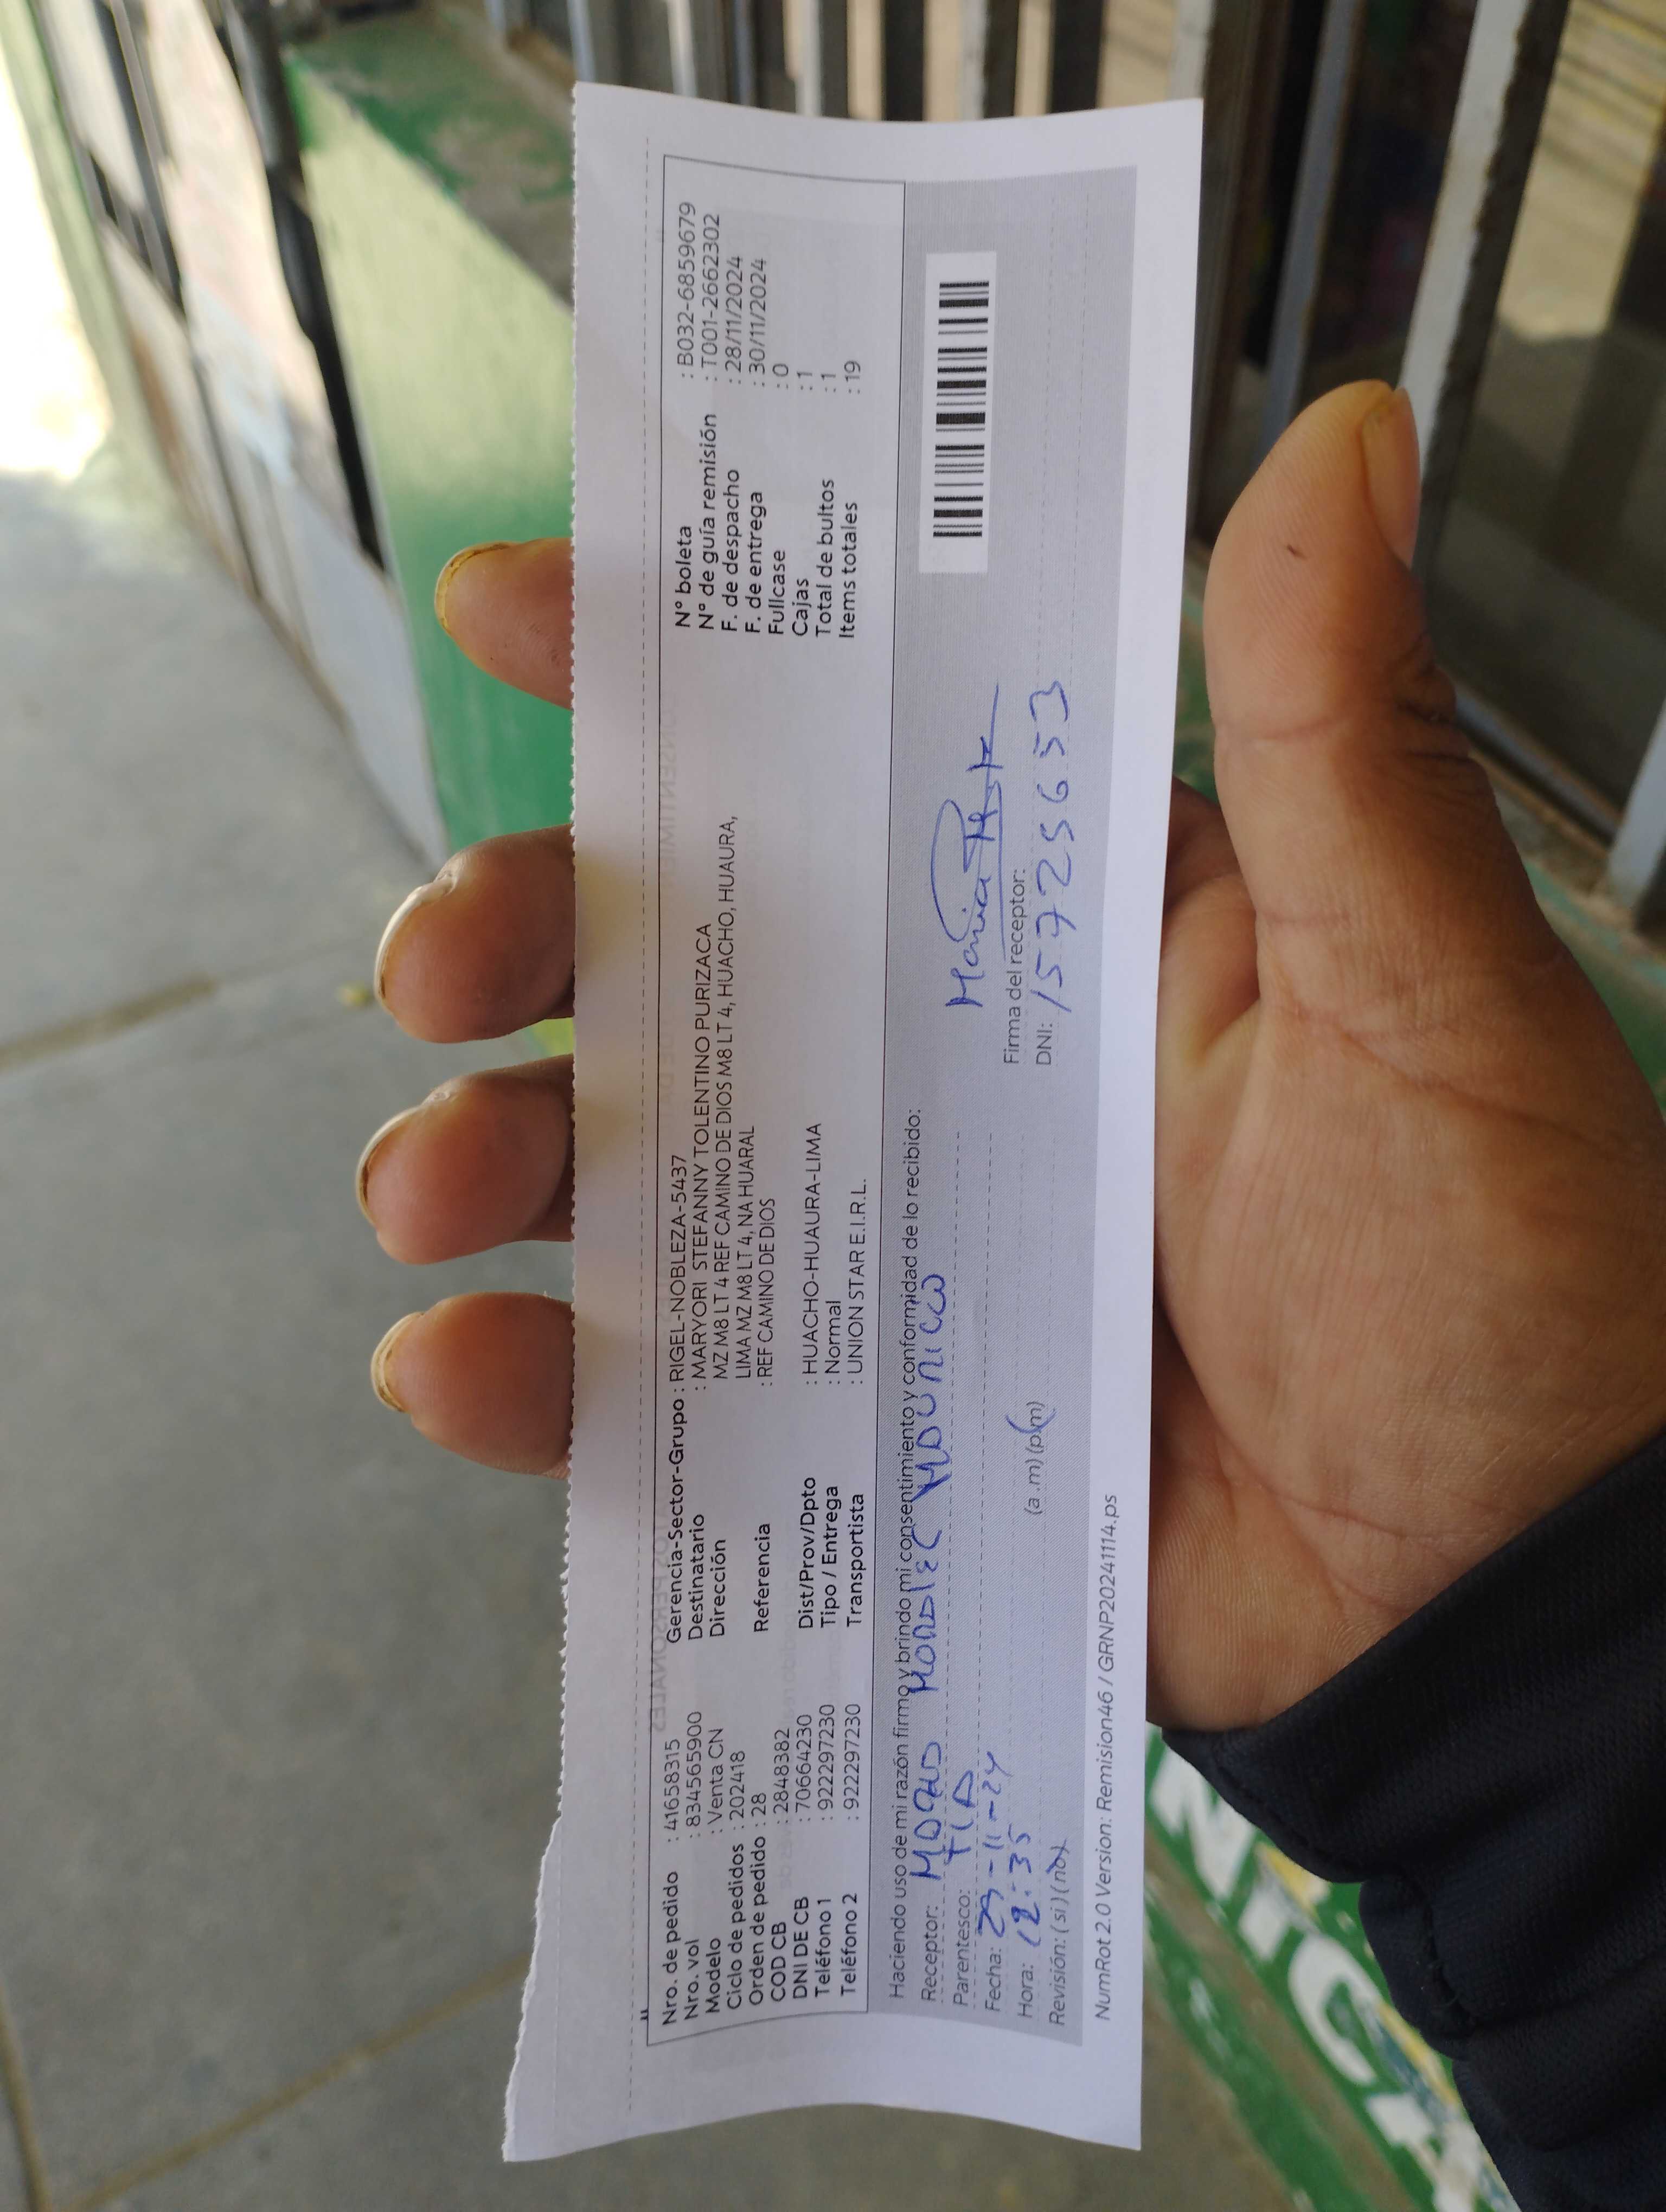 Nro. de pedido : 41658315
Nro. vol : 834565900
Modelo : Venta CN
Ciclo de pedidos : 202418
Orden de pedido : 28
COD CB : 2848382
DNI DE CB : 70664230
Teléfono 1 : 9222297230
Teléfono 2 : 9222297230
Gerencia-Sector-Grupo : RIGEL-NOBLEZA-5437
Destinatario : MARYORI STEFANNY TOLENTINO PURIZACA
Dirección MZ M8 LT 4 REF CAMINO DE DIOS M8 LT 4, HUACHO, HUAURA,
LIMA MZ M8 LT 4, NA HUARAL
Referencia : REF CAMINO DE DIOS
Dist/Prov/Dpto : HUACHO-HUAURA-LIMA
Tipo / Entrega : Normal
Transportista : UNION STAR E.I.R.L.
N° boleta : B032-6859679
N° de guía remisión : T001-2662302
F. de despacho : 28/11/2024
F. de entrega : 30/11/2024
Fullcase : 0
Cajas : 1
Total de bultos : 1
Items totales : 19
Haciendo uso de mi razón firmo y brindo mi consentimiento y conformidad de lo recibido:
Receptor:
Parentesco: TIA
Fecha: 29-11-24
Hora: 12:35 (a .m) (p.m)
Revisión: (si) (no)
Maria
Firma del receptor:
DNI: 15725653
NumRot 2.0 Version: Remision46 / GRNP20241114.ps